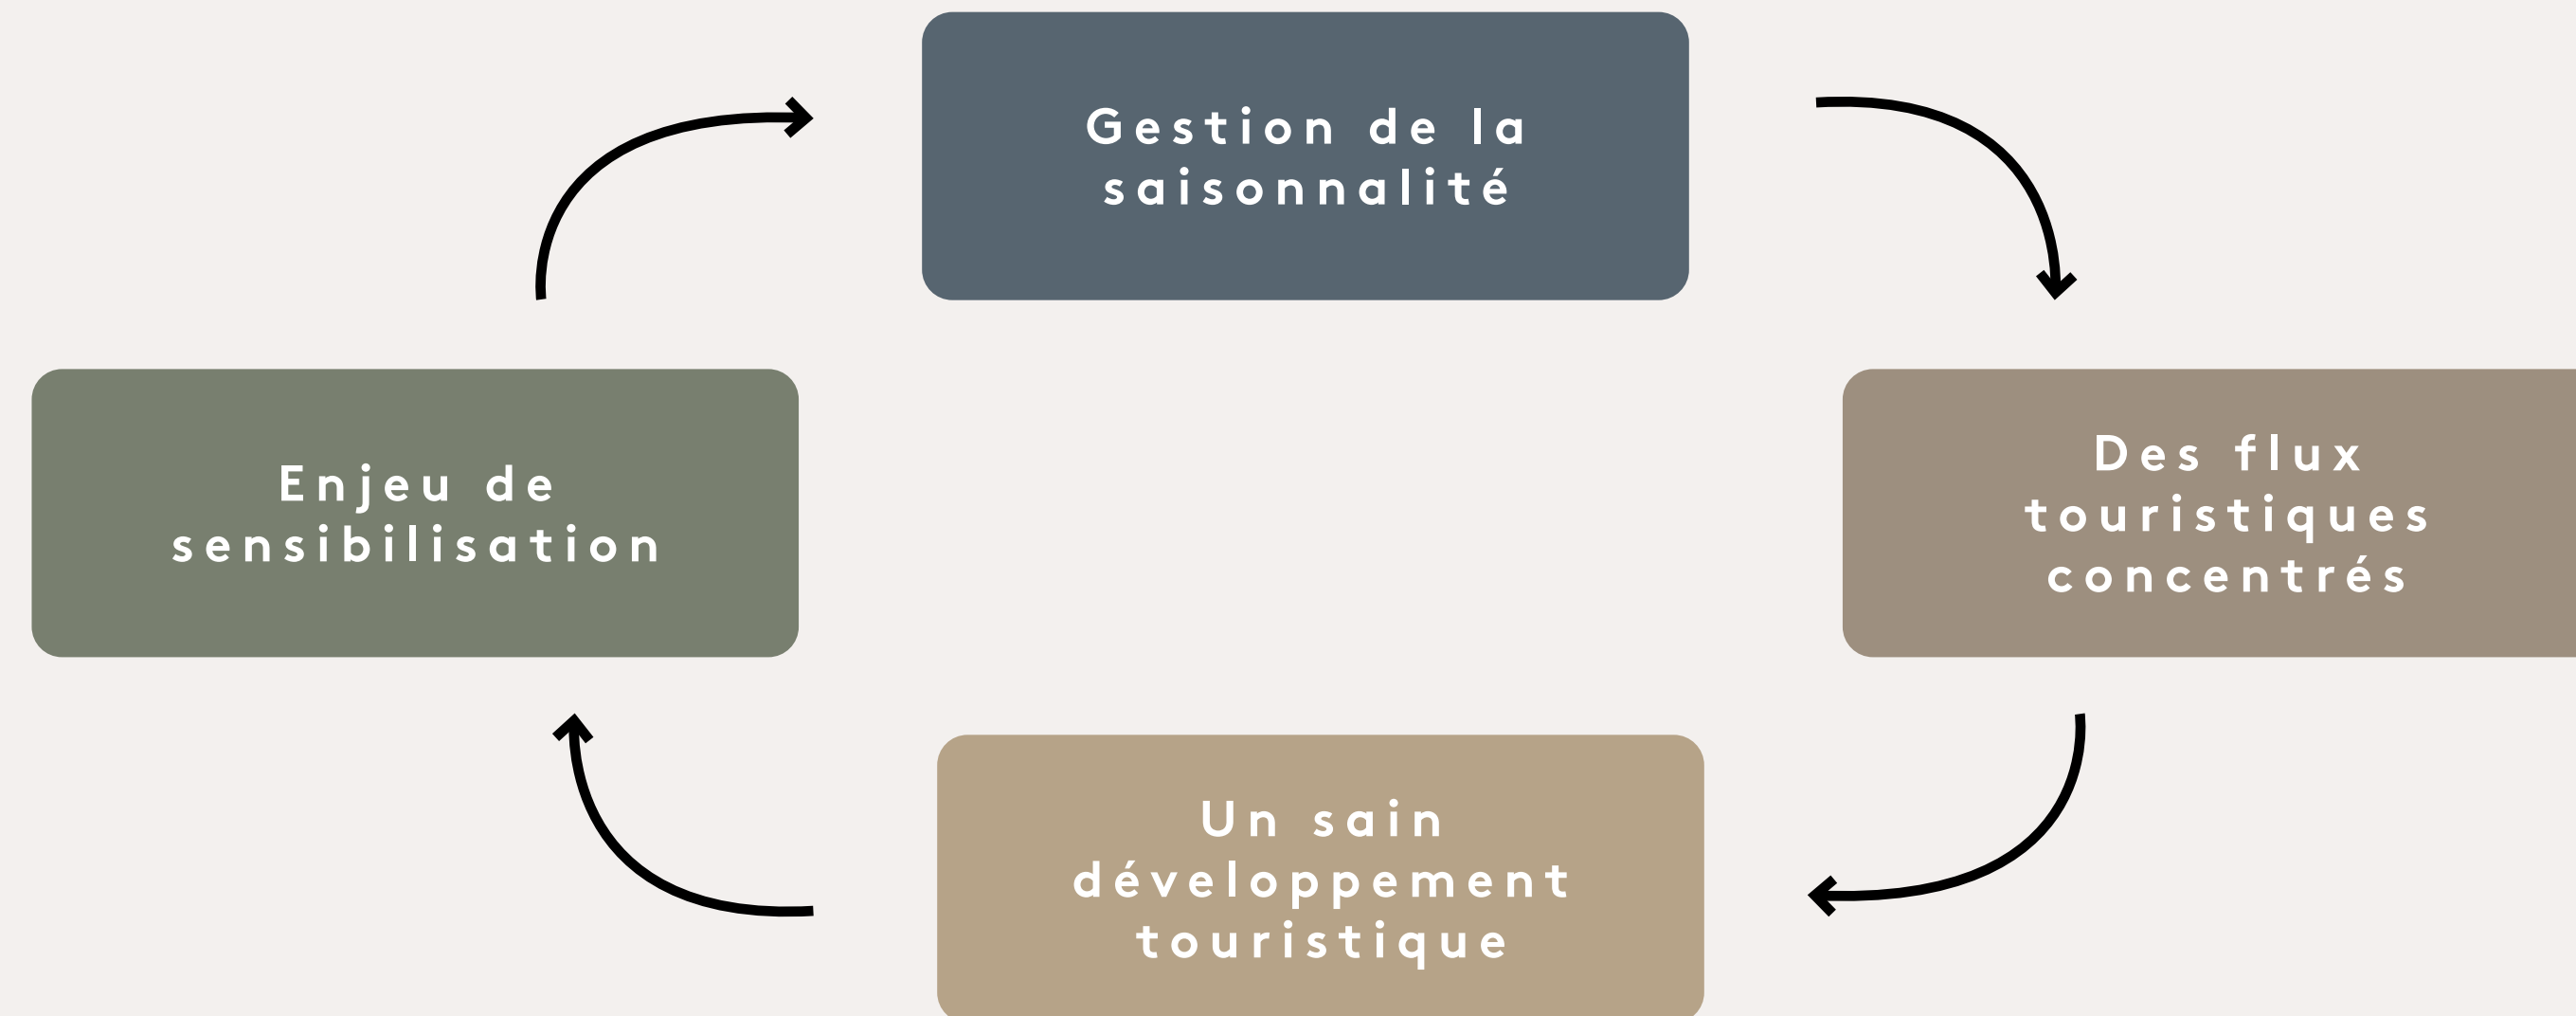 Gestion de la
saisonnalité
Enjeu de
sensibilisation
Des flux
touristiques
concentrés
Un sain
développement
touristique